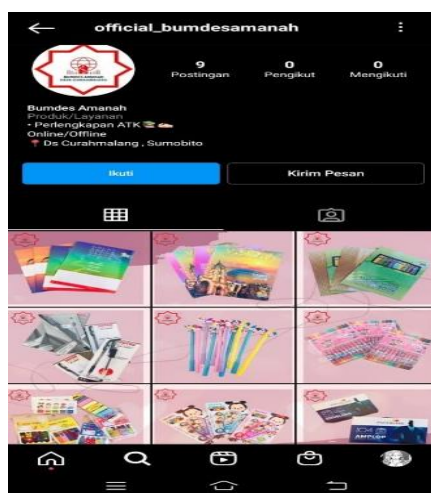 official_bumdesamanah
9
0
0
Postingan
Pengikut
Mengikuti
Bumdes Amanah
Produk/Layanan
• Perlengkapan ATK
Online/Offline
Ds Curahmalang , Sumobito
Ikuti
Kirim Pesan
AMPLOP